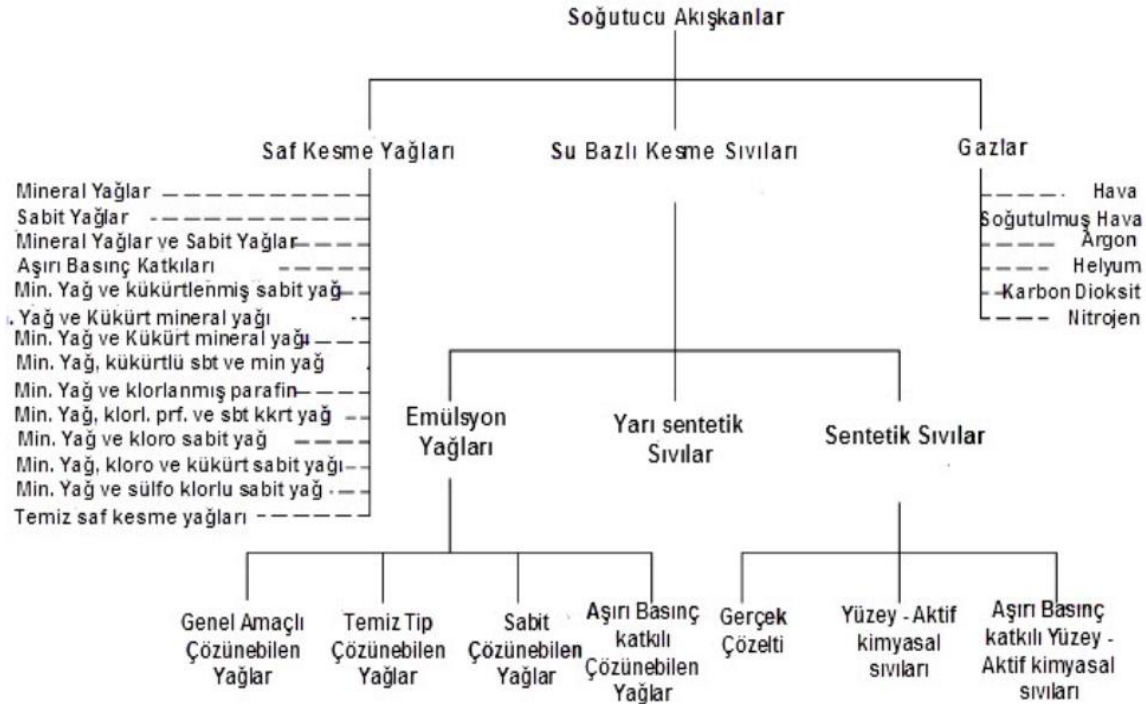 Soğutucu Akışkanlar
Saf Kesme Yağları
Su Bazlı Kesme Sıvıları
Gazlar
Mineral Yağlar
Sabit Yağlar
Mineral Yağlar ve Sabit Yağlar
Aşırı Basınç Katkıları
Min. Yağ ve kükürtlenmiş sabit yağ
. Yağ ve Kükürt mineral yağı
Min. Yağ ve Kükürt mineral yağı
Min. Yağ, kükürtlü sbt ve min yağ
Min. Yağ ve klorlanmış parafin
Min. Yağ, klorl. prf. ve sbt kkrt yağ
Min. Yağ ve kloro sabit yağ
Min. Yağ, kloro ve kükürt sabit yağı
Min. Yağ ve sülfo klorlu sabit yağ
Temiz saf kesme yağları
Hava
Soğutulmuş Hava
Argon
Helyum
Karbon Dioksit
Nitrojen
Emülsyon
Yağları
Yarı sentetik
Sıvılar
Sentetik Sıvılar
Genel Amaçlı
Çözünebilen
Yağlar
Temiz Tip
Çözünebilen
Yağlar
Sabit
Çözünebilen
Yağlar
Aşırı Basınç
katkılı
Çözünebilen
Yağlar
Gerçek
Çözelti
Yüzey - Aktif
kimyasal
sıvıları
Aşırı Basınç
katkılı Yüzey -
Aktif kimyasal
sıvıları